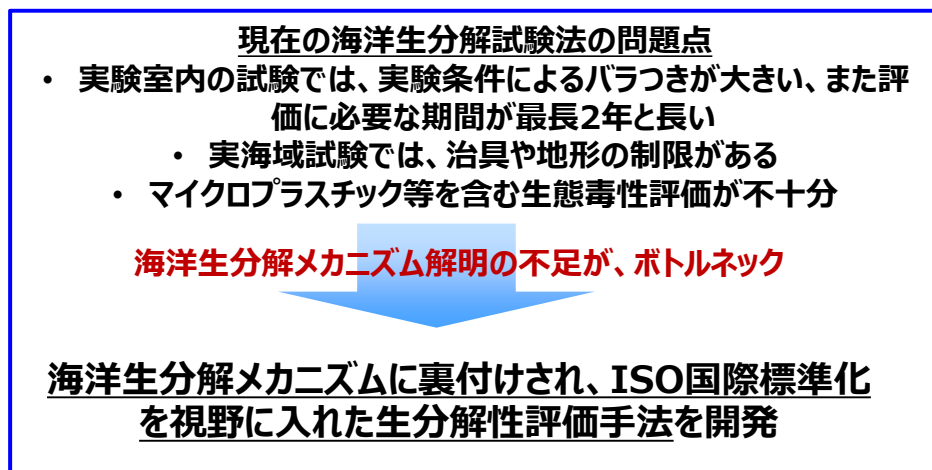 現在の海洋生分解試験法の問題点
• 実験室内の試験では、実験条件によるバラつきが大きい、また評
価に必要な期間が最長2年と長い
• 実海域試験では、治具や地形の制限がある
• マイクロプラスチック等を含む生態毒性評価が不十分
海洋生分解メカニズム解明の不足が、ボトルネック
海洋生分解メカニズムに裏付けされ、ISO国際標準化
を視野に入れた生分解性評価手法を開発